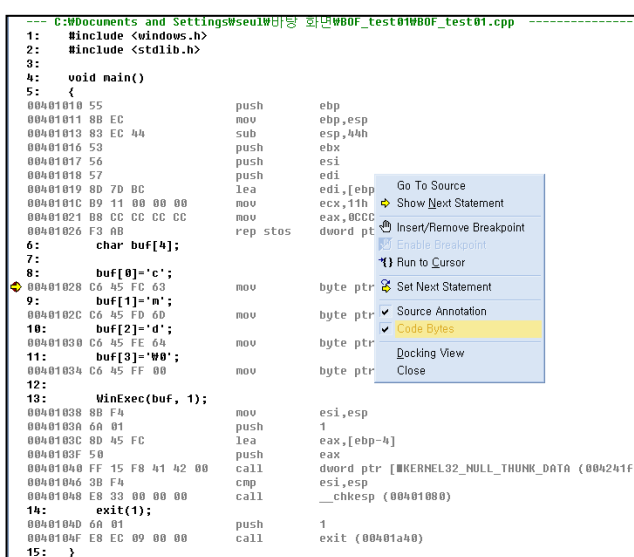 --- C:₩Documents and Settings₩seul₩바탕 화면₩BOF_test01₩BOF_test01.cpp ---------------
1: #include <windows.h>
2: #include <stdlib.h>
3:
4: void main()
5: {
00401010 55 push ebp
00401011 8B EC mov ebp,esp
00401013 83 EC 44 sub esp,44h
00401016 53 push ebx
00401017 56 push esi
00401018 57 push edi
00401019 8D 7D BC lea edi,[ebp
0040101C B9 11 00 00 00 mov ecx,11h
00401021 B8 CC CC CC CC mov eax,0CCC
00401026 F3 AB rep stos dword pt
6: char buf[4];
7:
8: buf[0]='c';
00401028 C6 45 FC 63 mov byte ptr
9: buf[1]='m';
0040102C C6 45 FD 6D mov byte ptr
10: buf[2]='d';
00401030 C6 45 FE 64 mov byte ptr
11: buf[3]='₩0';
00401034 C6 45 FF 00 mov byte ptr
12:
13: WinExec(buf, 1);
00401038 8B F4 mov esi,esp
0040103A 6A 01 push 1
0040103C 8D 45 FC lea eax,[ebp-4]
0040103F 50 push eax
00401040 FF 15 F8 41 42 00 call dword ptr [KERNEL32_NULL_THUNK_DATA (004241f
00401046 3B F4 cmp esi,esp
00401048 E8 33 00 00 00 call __chkesp (00401080)
14: exit(1);
0040104D 6A 01 push 1
0040104F E8 EC 09 00 00 call exit (00401a40)
15: }
Go To Source
Show Next Statement
Insert/Remove Breakpoint
Enable Breakpoint
Run to Cursor
Set Next Statement
Source Annotation
Code Bytes
Docking View
Close